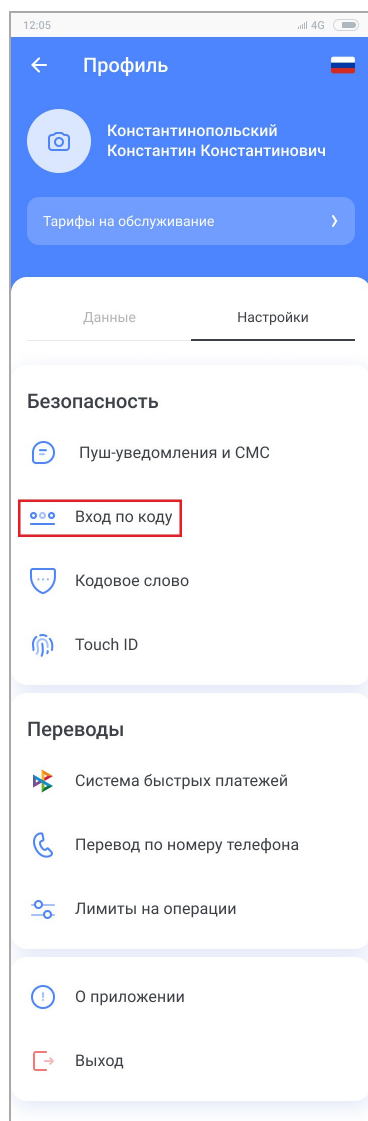 12:05
4G
Профиль
Константинопольский
Константин Константинович
Тарифы на обслуживание
Данные
Настройки
Безопасность
Пуш-уведомления и СМС
Вход по коду
Кодовое слово
Touch ID
Переводы
Система быстрых платежей
Перевод по номеру телефона
Лимиты на операции
О приложении
Выход